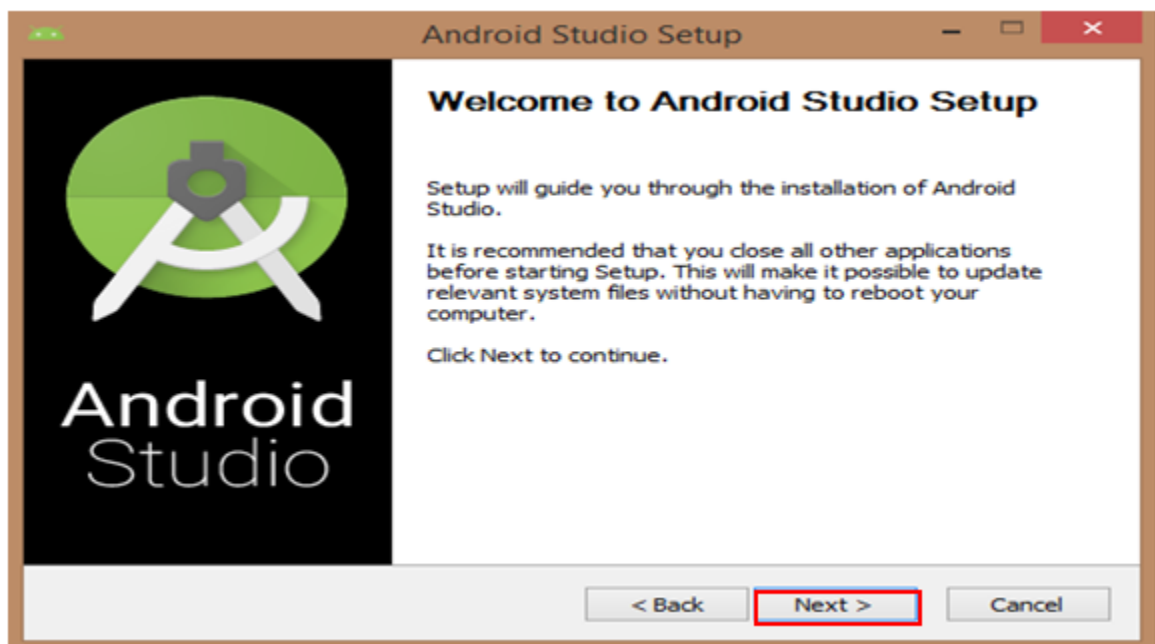 Android Studio Setup
Welcome to Android Studio Setup
Setup will guide you through the installation of Android
Studio.
It is recommended that you close all other applications
before starting Setup. This will make it possible to update
relevant system files without having to reboot your
computer.
Click Next to continue.
Android
Studio
< Back
Next >
Cancel